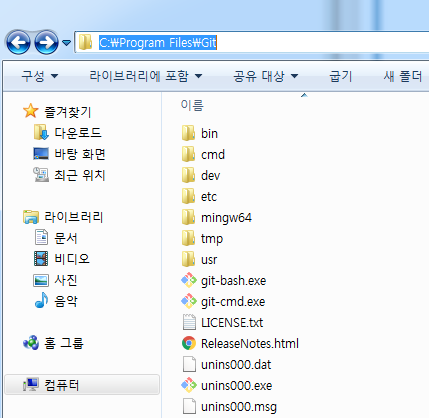 C:₩Program Files₩Git
구성 라이브러리에 포함 공유 대상 굽기 새 폴더
즐겨찾기
다운로드
바탕 화면
최근 위치
라이브러리
문서
비디오
사진
음악
홈 그룹
컴퓨터
이름
bin
cmd
dev
etc
mingw64
tmp
usr
git-bash.exe
git-cmd.exe
LICENSE.txt
ReleaseNotes.html
unins000.dat
unins000.exe
unins000.msg